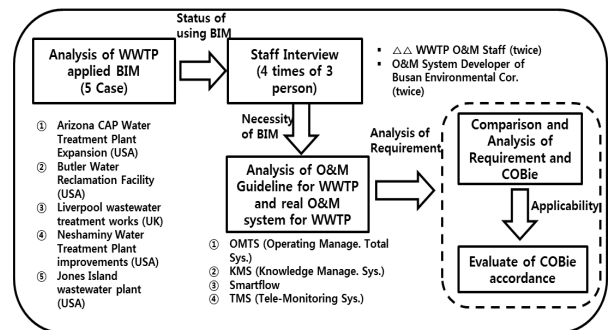 Analysis of WWTP
applied BIM
(5 Case)
Status of
using BIM
Staff Interview
(4 times of 3
person)
▪ △△ WWTP O&M Staff (twice)
▪ O&M System Developer of
Busan Environmental Cor.
(twice)
① Arizona CAP Water
Treatment Plant
Expansion (USA)
② Butler Water
Reclamation Facility
(USA)
③ Liverpool wastewater
treatment works (UK)
④ Neshaminy Water
Treatment Plant
improvements (USA)
⑤ Jones Island
wastewater plant
(USA)
Necessity
of BIM
Analysis of O&M
Guideline for WWTP
and real O&M
system for WWTP
① OMTS (Operating Manage. Total
Sys.)
② KMS (Knowledge Manage. Sys.)
③ Smartflow
④ TMS (Tele-Monitoring Sys.)
Analysis of
Requirement
Comparison and
Analysis of
Requirement and
COBie
Applicability
Evaluate of COBie
accordance